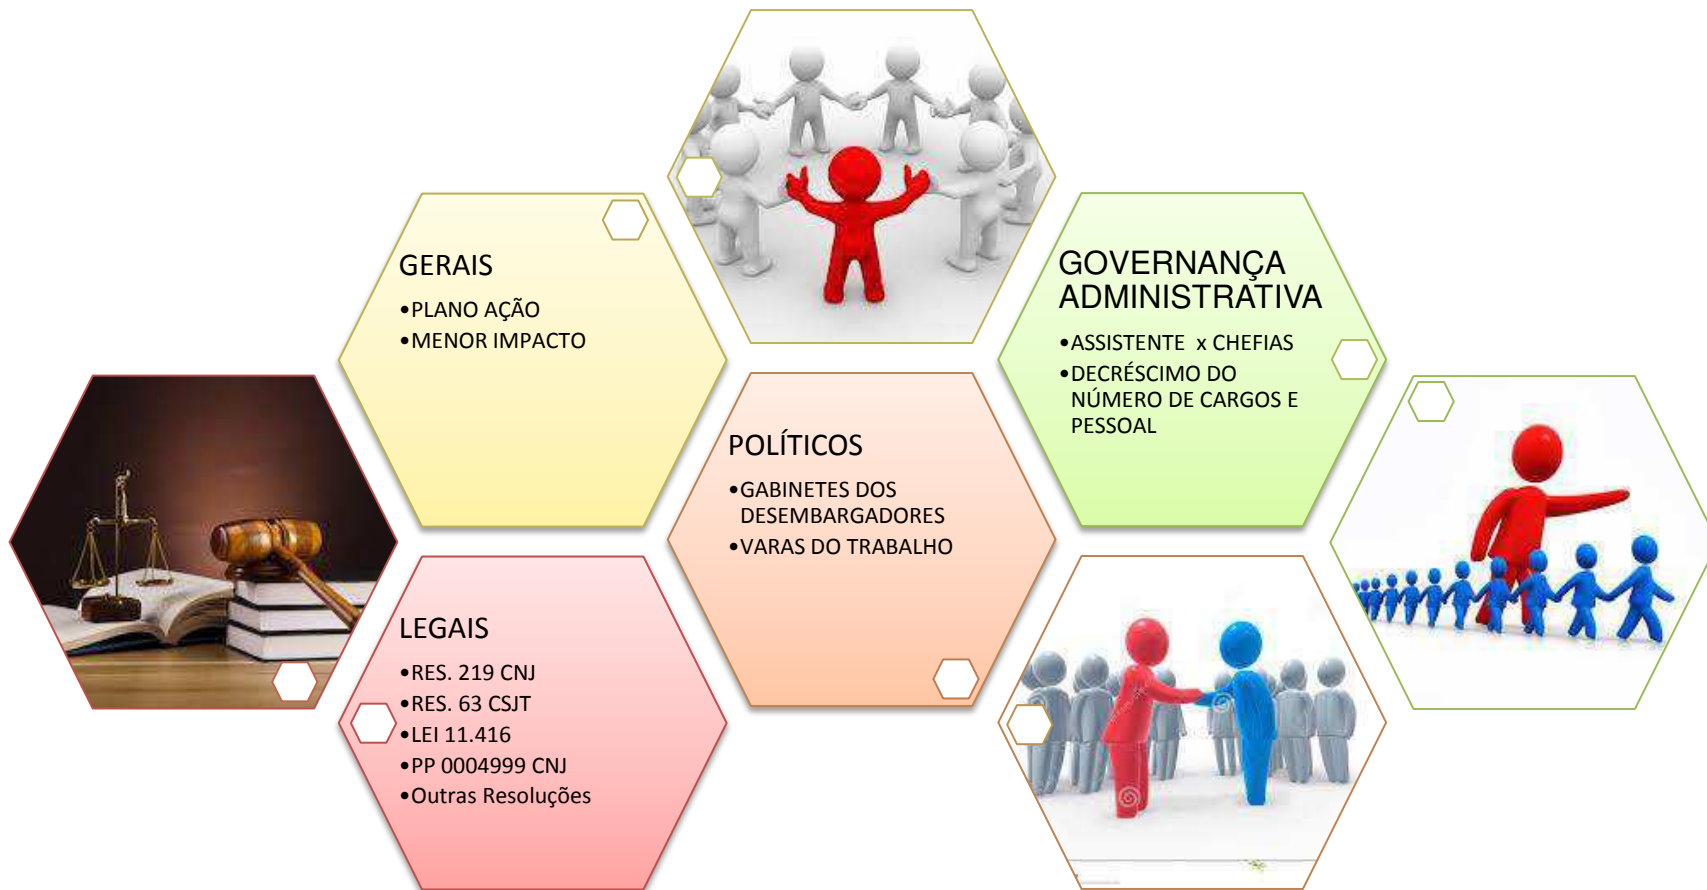 GERAIS
•PLANO AÇÃO
•MENOR IMPACTO
GOVERNANÇA
ADMINISTRATIVA
•ASSISTENTE x CHEFIAS
•DECRÉSCIMO DO
NÚMERO DE CARGOS E
PESSOAL
POLÍTICOS
•GABINETES DOS
DESEMBARGADORES
•VARAS DO TRABALHO
LEGAIS
•RES. 219 CNJ
•RES. 63 CSJT
•LEI 11.416
•PP 0004999 CNJ
•Outras Resoluções